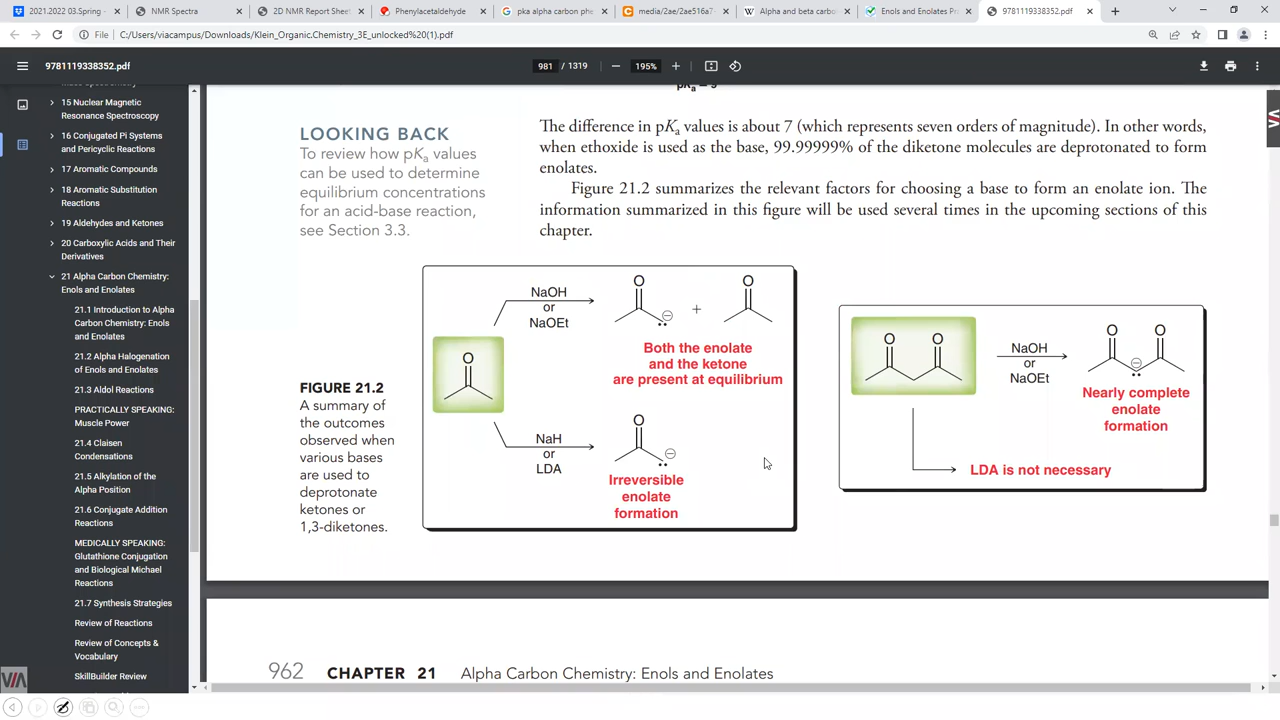 2021.2022 03.Spring -
NMR Spectra
2D NMR Report Sheet
Phenylacetaldehyde
pka alpha carbon phe
media/2ae/2ae516a7
Alpha and beta carbon
Enols and Enolates Pr
9781119338352.pdf
File
C:/Users/viacampus/Downloads/Klein_Organic.Chemistry_3E_unlocked%20(1).pdf
9781119338352.pdf
981 / 1319
195%
15 Nuclear Magnetic
Resonance Spectroscopy
16 Conjugated Pi Systems
and Pericyclic Reactions
17 Aromatic Compounds
18 Aromatic Substitution
Reactions
19 Aldehydes and Ketones
20 Carboxylic Acids and Their
Derivatives
21 Alpha Carbon Chemistry:
Enols and Enolates
21.1 Introduction to Alpha
Carbon Chemistry: Enols
and Enolates
21.2 Alpha Halogenation
of Enols and Enolates
21.3 Aldol Reactions
PRACTICALLY SPEAKING:
Muscle Power
21.4 Claisen
Condensations
21.5 Alkylation of the
Alpha Position
21.6 Conjugate Addition
Reactions
MEDICALLY SPEAKING:
Glutathione Conjugation
and Biological Michael
Reactions
21.7 Synthesis Strategies
Review of Reactions
Review of Concepts &
Vocabulary
SkillBuilder Review
VIA
LOOKING BACK
To review how pKa values
can be used to determine
equilibrium concentrations
for an acid-base reaction,
see Section 3.3.
The difference in pKa values is about 7 (which represents seven orders of magnitude). In other words,
when ethoxide is used as the base, 99.99999% of the diketone molecules are deprotonated to form
enolates.
Figure 21.2 summarizes the relevant factors for choosing a base to form an enolate ion. The
information summarized in this figure will be used several times in the upcoming sections of this
chapter.
FIGURE 21.2
A summary of
the outcomes
observed when
various bases
are used to
deprotonate
ketones or
1,3-diketones.
O
NaOH
or
NaOEt
O
⊖
+
O
Both the enolate
and the ketone
are present at equilibrium
NaH
or
LDA
O
⊖
Irreversible
enolate
formation
O O
NaOH
or
NaOEt
O O
⊖
Nearly complete
enolate
formation
LDA is not necessary
962 CHAPTER 21 Alpha Carbon Chemistry: Enols and Enolates